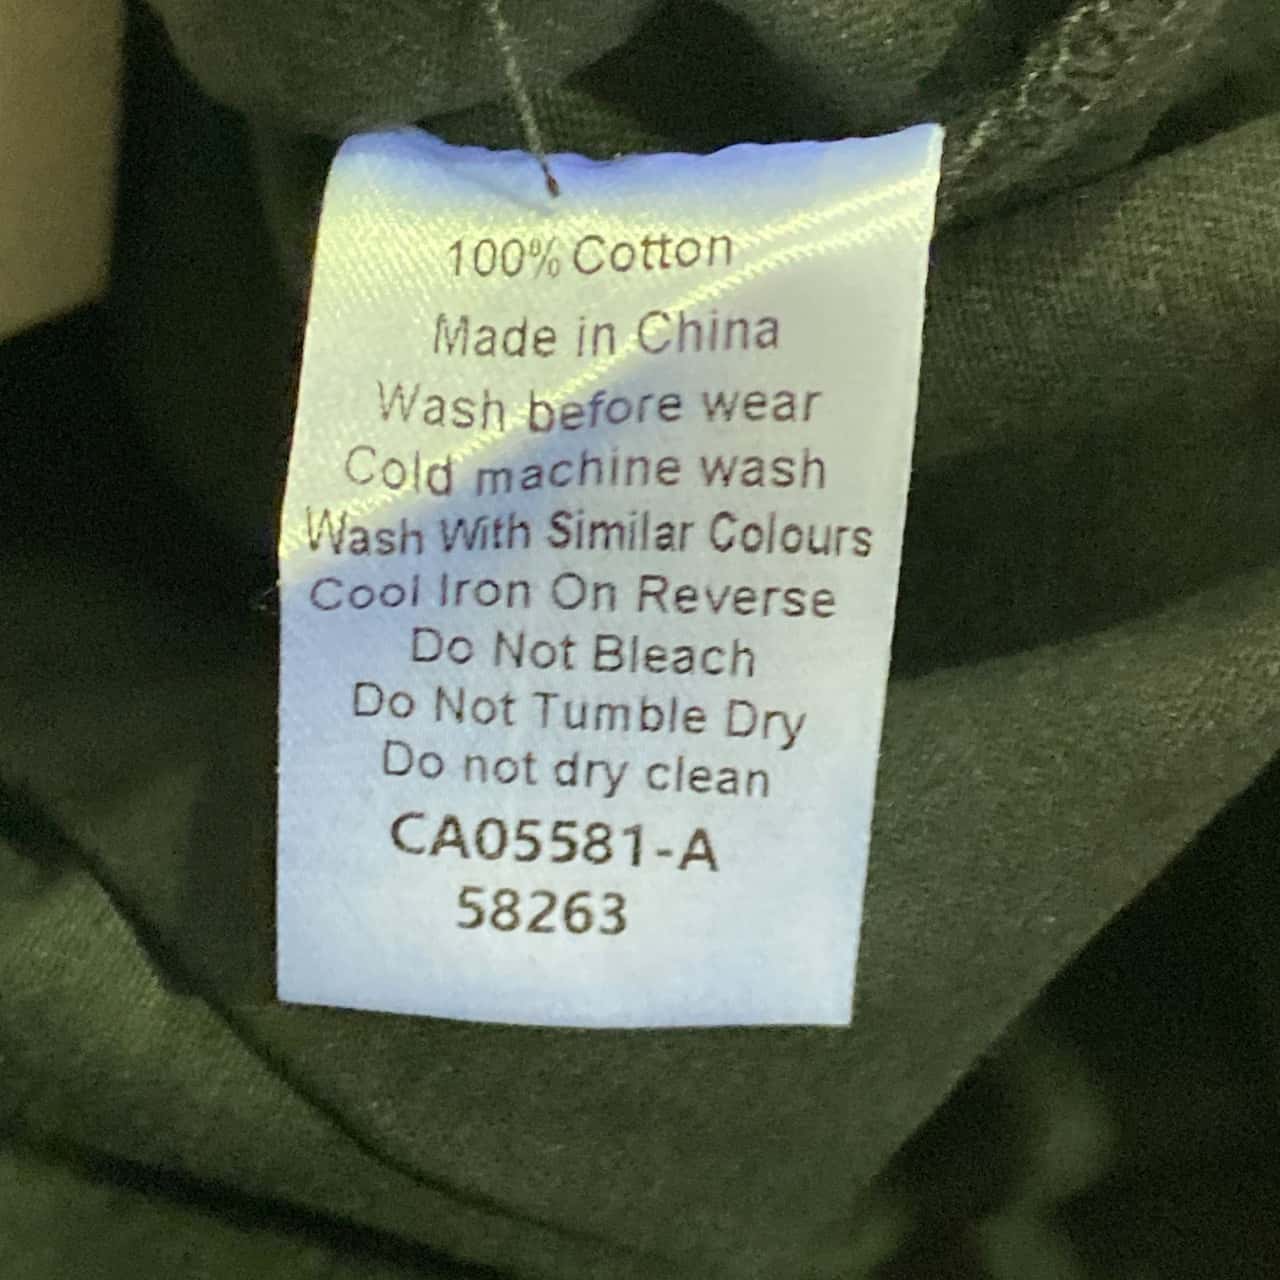 100% Cotton
Made in China
Wash before wear
Cold machine wash
Wash With Similar Colours
Cool Iron On Reverse
Do Not Bleach
Do Not Tumble Dry
Do not dry clean
CA05581-A
58263